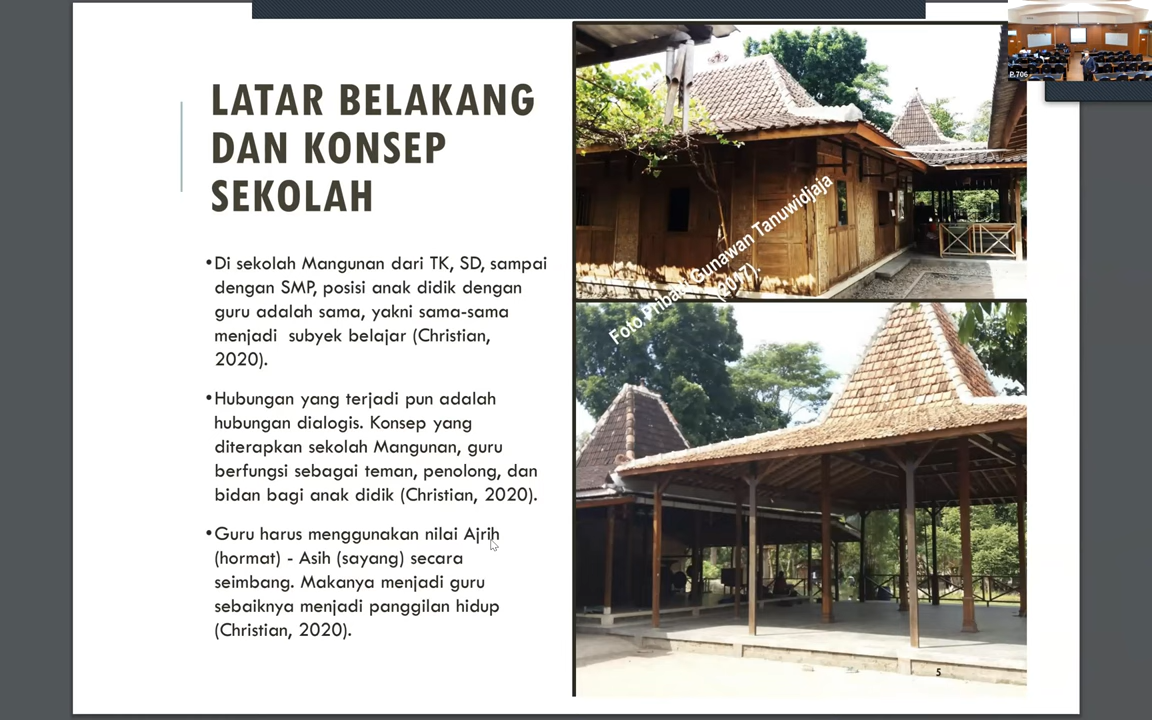 LATAR BELAKANG
DAN KONSEP
SEKOLAH
•Di sekolah Mangunan dari TK, SD, sampai
dengan SMP, posisi anak didik dengan
guru adalah sama, yakni sama-sama
menjadi subyek belajar (Christian,
2020).
•Hubungan yang terjadi pun adalah
hubungan dialogis. Konsep yang
diterapkan sekolah Mangunan, guru
berfungsi sebagai teman, penolong, dan
bidan bagi anak didik (Christian, 2020).
•Guru harus menggunakan nilai Ajrih
(hormat) - Asih (sayang) secara
seimbang. Makanya menjadi guru
sebaiknya menjadi panggilan hidup
(Christian, 2020).
Foto Pribadi Gunawan Tanuwidjaja
(2017).
5
P.706